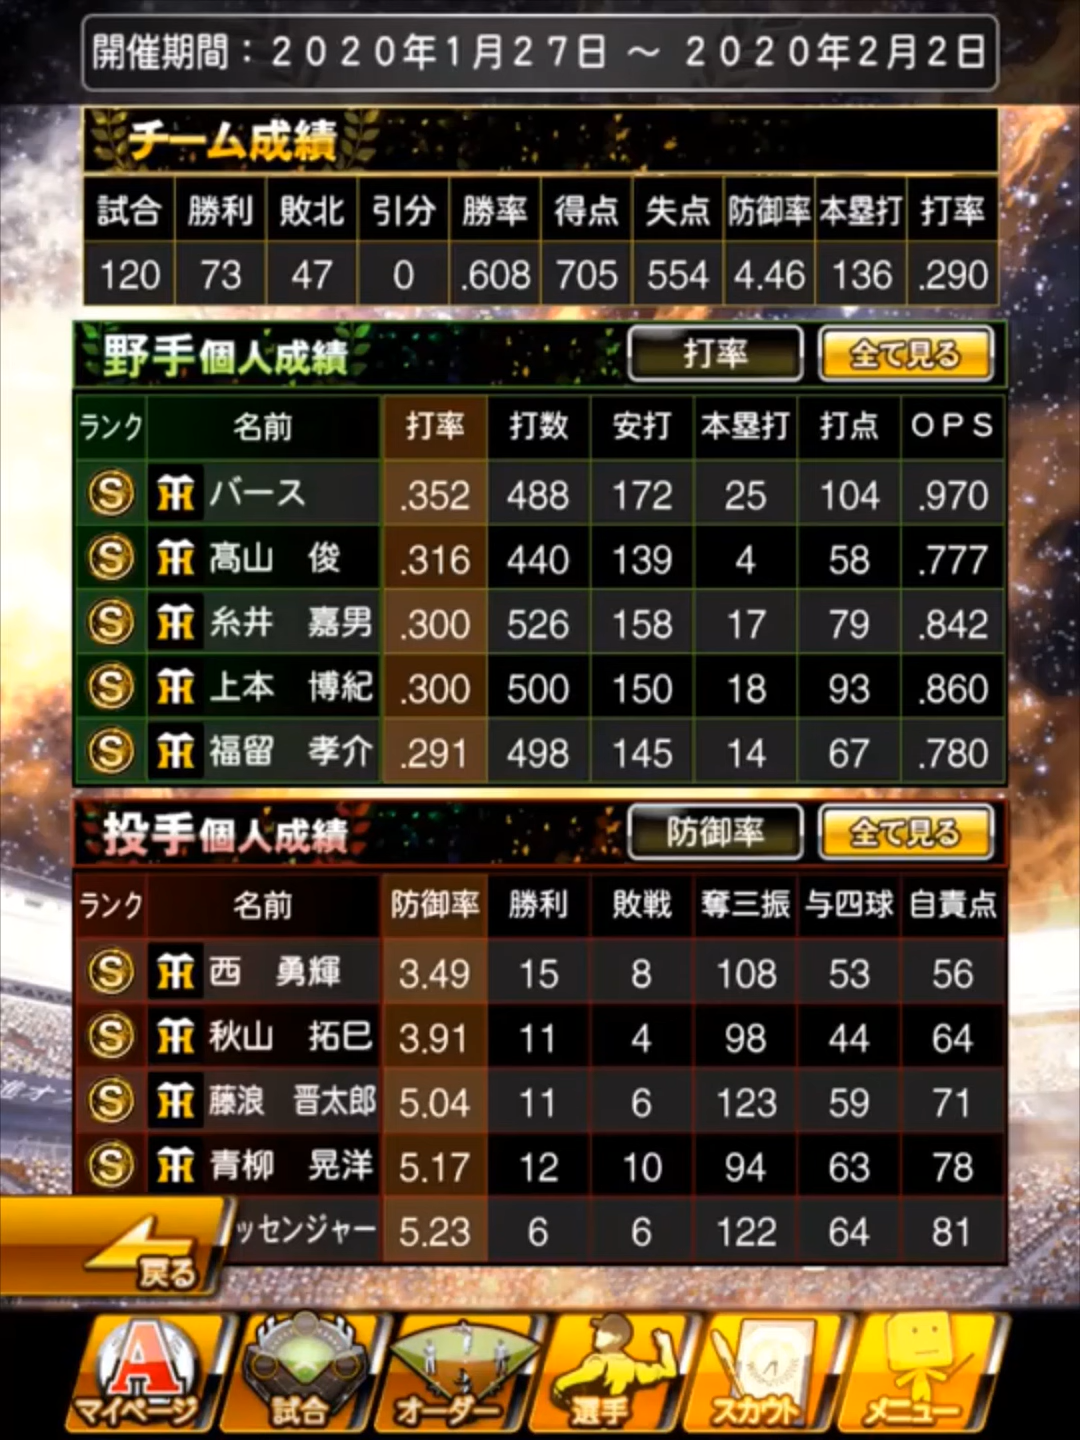 開催期間：２０２０年１月２７日 ～ ２０２０年２月２日
チーム成績
試合 勝利 敗北 引分 勝率 得点 失点 防御率 本塁打 打率
120 73 47 0 .608 705 554 4.46 136 .290
野手個人成績 打率 全て見る
ランク 名前 打率 打数 安打 本塁打 打点 ＯＰＳ
S バース .352 488 172 25 104 .970
S 髙山 俊 .316 440 139 4 58 .777
S 糸井 嘉男 .300 526 158 17 79 .842
S 上本 博紀 .300 500 150 18 93 .860
S 福留 孝介 .291 498 145 14 67 .780
投手個人成績 防御率 全て見る
ランク 名前 防御率 勝利 敗戦 奪三振 与四球 自責点
S 西 勇輝 3.49 15 8 108 53 56
S 秋山 拓巳 3.91 11 4 98 44 64
S 藤浪 晋太郎 5.04 11 6 123 59 71
S 青柳 晃洋 5.17 12 10 94 63 78
ッセンジャー 5.23 6 6 122 64 81
戻る
A
マイページ 試合 オーダー 選手 スカウト メニュー